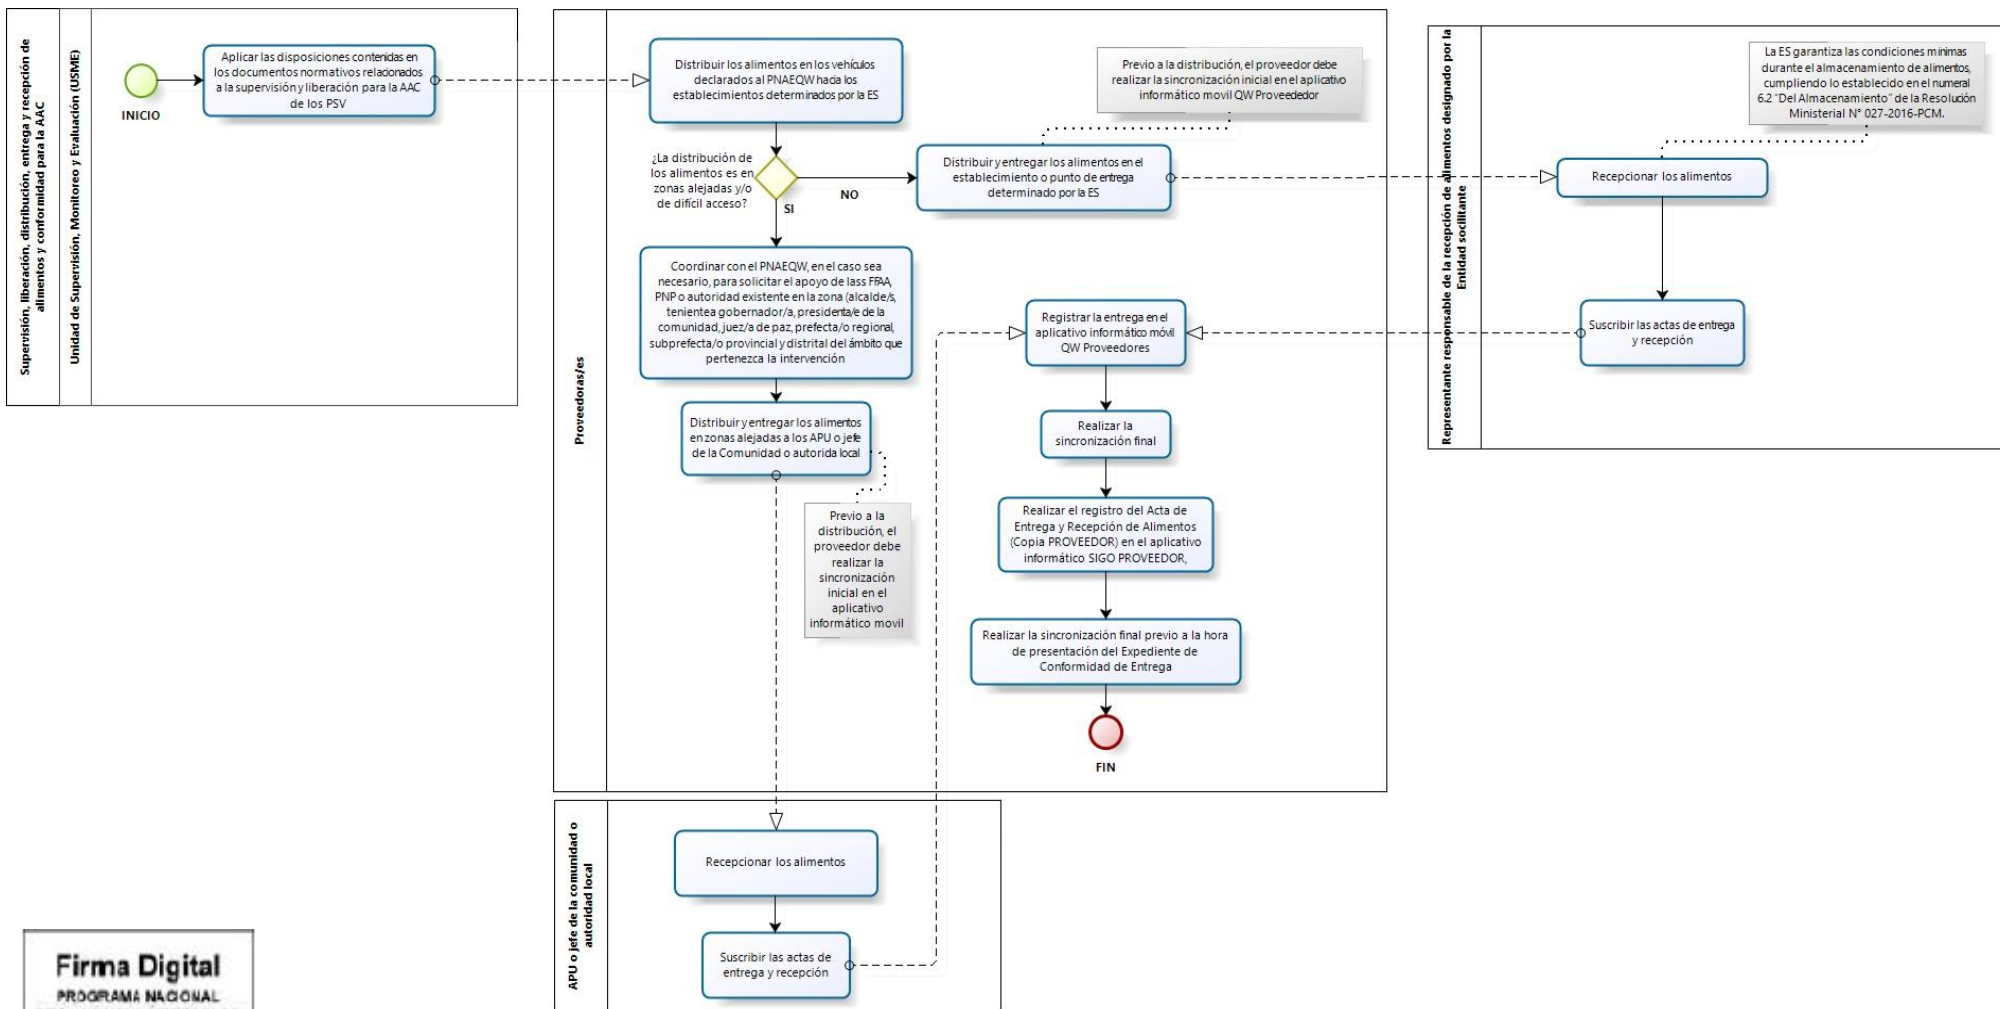 Supervisión, liberación, distribución, entrega y recepción de
alimentos y conformidad para la AAC
Unidad de Supervisión, Monitoreo y Evaluación (USME)
INICIO
Aplicar las disposiciones contenidas en
los documentos normativos relacionados
a la supervisión y liberación para la AAC
de los PSV
Proveedoras/es
Distribuir los alimentos en los vehículos
declarados al PNAEQW hacia los
establecimientos determinados por la ES
Previo a la distribución, el proveedor debe
realizar la sincronización inicial en el aplicativo
informático movil QW Proveededor
¿La distribución de
los alimentos es en
zonas alejadas y/o
de difícil acceso?
SI
NO
Distribuir y entregar los alimentos en el
establecimiento o punto de entrega
determinado por la ES
Coordinar con el PNAEQW, en el caso sea
necesario, para solicitar el apoyo de lass FFAA,
PNP o autoridad existente en la zona (alcalde/s,
tenientea gobernador/a, presidenta/e de la
comunidad, juez/a de paz, prefecta/o regional,
subprefecta/o provincial y distrital del ámbito que
pertenezca la intervención
Distribuir y entregar los alimentos
en zonas alejadas a los APU o jefe
de la Comunidad o autorida local
Previo a la
distribución, el
proveedor debe
realizar la
sincronización
inicial en el
aplicativo
informático movil
Registrar la entrega en el
aplicativo informático móvil
QW Proveedores
Realizar la
sincronización final
Realizar el registro del Acta de
Entrega y Recepción de Alimentos
(Copia PROVEEDOR) en el aplicativo
informático SIGO PROVEEDOR,
Realizar la sincronización final previo a la hora
de presentación del Expediente de
Conformidad de Entrega
FIN
Representante responsable de la recepción de alimentos designado por la
Entidad socilitante
La ES garantiza las condiciones minimas
durante el almacenamiento de alimentos,
cumpliendo lo establecido en el numeral
6.2 "Del Almacenamiento" de la Resolución
Ministerial N° 027-2016-PCM.
Recepcionar los alimentos
Suscribir las actas de entrega
y recepción
APU o jefe de la comunidad o
autoridad local
Recepcionar los alimentos
Suscribir las actas de
entrega y recepción
Firma Digital
PROGRAMA NACIONAL